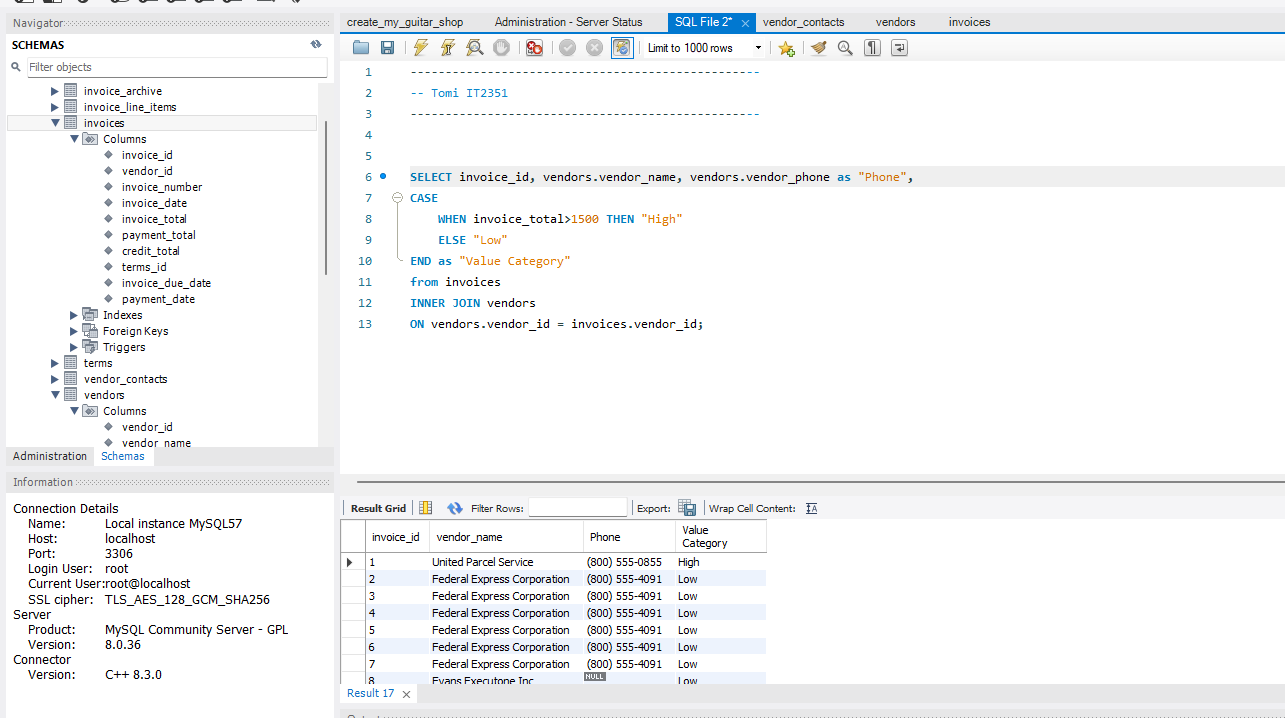 Navigator
SCHEMAS
Filter objects
invoice_archive
invoice_line_items
invoices
Columns
invoice_id
vendor_id
invoice_number
invoice_date
invoice_total
payment_total
credit_total
terms_id
invoice_due_date
payment_date
Indexes
Foreign Keys
Triggers
terms
vendor_contacts
vendors
Columns
vendor_id
vendor_name
Administration Schemas
Information
Connection Details
Name: Local instance MySQL57
Host: localhost
Port: 3306
Login User: root
Current User:root@localhost
SSL cipher: TLS_AES_128_GCM_SHA256
Server
Product: MySQL Community Server - GPL
Version: 8.0.36
Connector
Version: C++ 8.3.0
create_my_guitar_shop Administration - Server Status SQL File 2* vendor_contacts vendors invoices
Limit to 1000 rows
1 --------------------------------------------------
2 -- Tomi IT2351
3 --------------------------------------------------
4
5
6 SELECT invoice_id, vendors.vendor_name, vendors.vendor_phone as "Phone",
7 CASE
8 WHEN invoice_total>1500 THEN "High"
9 ELSE "Low"
10 END as "Value Category"
11 from invoices
12 INNER JOIN vendors
13 ON vendors.vendor_id = invoices.vendor_id;
Result Grid Filter Rows: Export: Wrap Cell Content:
invoice_id vendor_name Phone Value Category
1 United Parcel Service (800) 555-0855 High
2 Federal Express Corporation (800) 555-4091 Low
3 Federal Express Corporation (800) 555-4091 Low
4 Federal Express Corporation (800) 555-4091 Low
5 Federal Express Corporation (800) 555-4091 Low
6 Federal Express Corporation (800) 555-4091 Low
7 Federal Express Corporation (800) 555-4091 Low
8 Evans Executone Inc NULL Low
Result 17